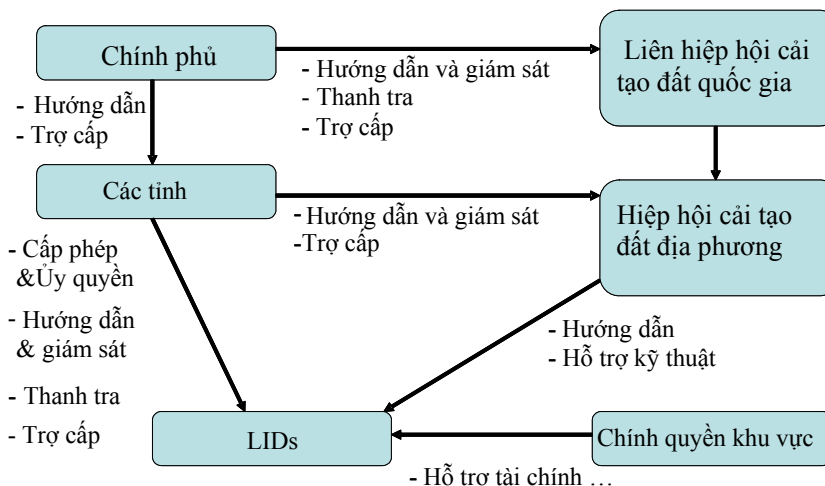 Chính phủ
- Hướng dẫn và giám sát
- Thanh tra
- Trợ cấp
Liên hiệp hội cải
tạo đất quốc gia
- Hướng dẫn
- Trợ cấp
Các tỉnh
- Hướng dẫn và giám sát
-Trợ cấp
Hiệp hội cải tạo
đất địa phương
- Cấp phép
&Ủy quyền
- Hướng dẫn
& giám sát
- Thanh tra
- Trợ cấp
- Hướng dẫn
- Hỗ trợ kỹ thuật
LIDs
Chính quyền khu vực
- Hỗ trợ tài chính …